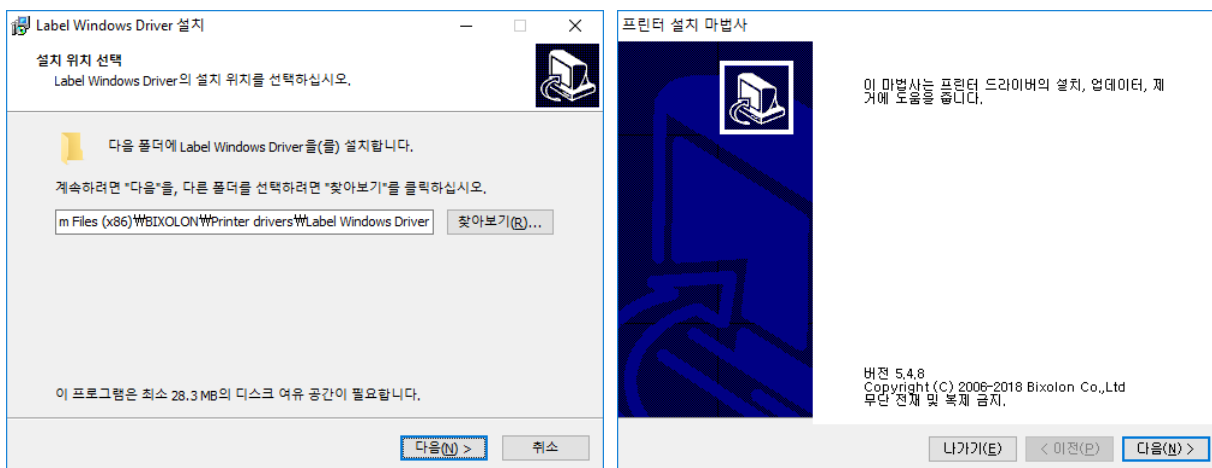 Label Windows Driver 설치
설치 위치 선택
Label Windows Driver의 설치 위치를 선택하십시오.
다음 폴더에 Label Windows Driver을(를) 설치합니다.
계속하려면 "다음"을, 다른 폴더를 선택하려면 "찾아보기"를 클릭하십시오.
m Files (x86)₩BIXOLON₩Printer drivers₩Label Windows Driver
찾아보기(R)...
이 프로그램은 최소 28.3 MB의 디스크 여유 공간이 필요합니다.
다음(N) >
취소
프린터 설치 마법사
이 마법사는 프린터 드라이버의 설치, 업데이터, 제
거에 도움을 줍니다.
버전 5.4.8
Copyright (C) 2006-2018 Bixolon Co.,Ltd
무단 전재 및 복제 금지.
나가기(E)
< 이전(P)
다음(N) >